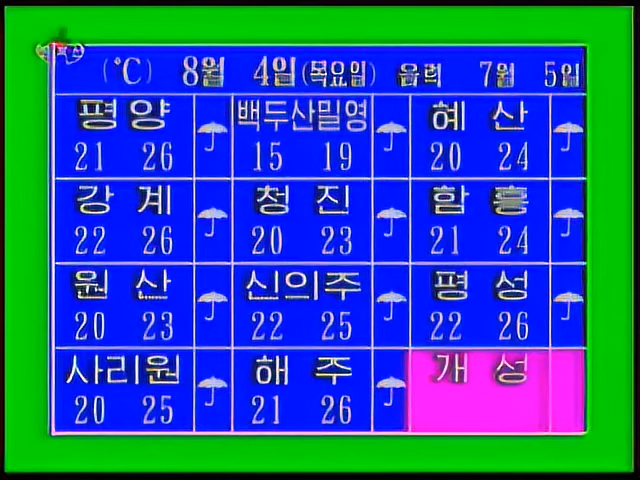 (°C) 8월 4일(목요일) 음력 7월 5일
평양 백두산밀영 혜산
21 26 15 19 20 24
강계 청진 함흥
22 26 20 23 21 24
원산 신의주 평성
20 23 22 25 22 26
사리원 해주 개성
20 25 21 26